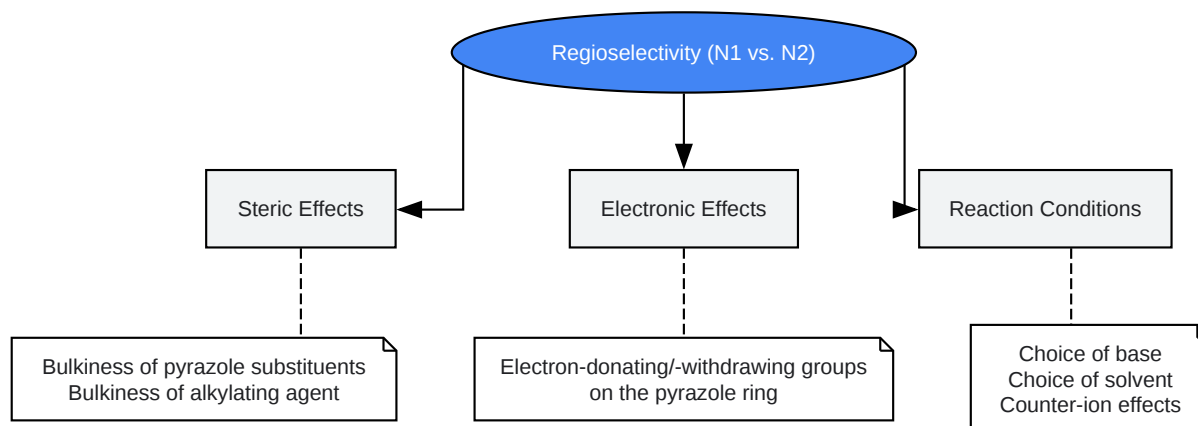 Regioselectivity (N1 vs. N2)
Steric Effects
Electronic Effects
Reaction Conditions
Bulkiness of pyrazole substituents
Bulkiness of alkylating agent
Electron-donating/-withdrawing groups
on the pyrazole ring
Choice of base
Choice of solvent
Counter-ion effects